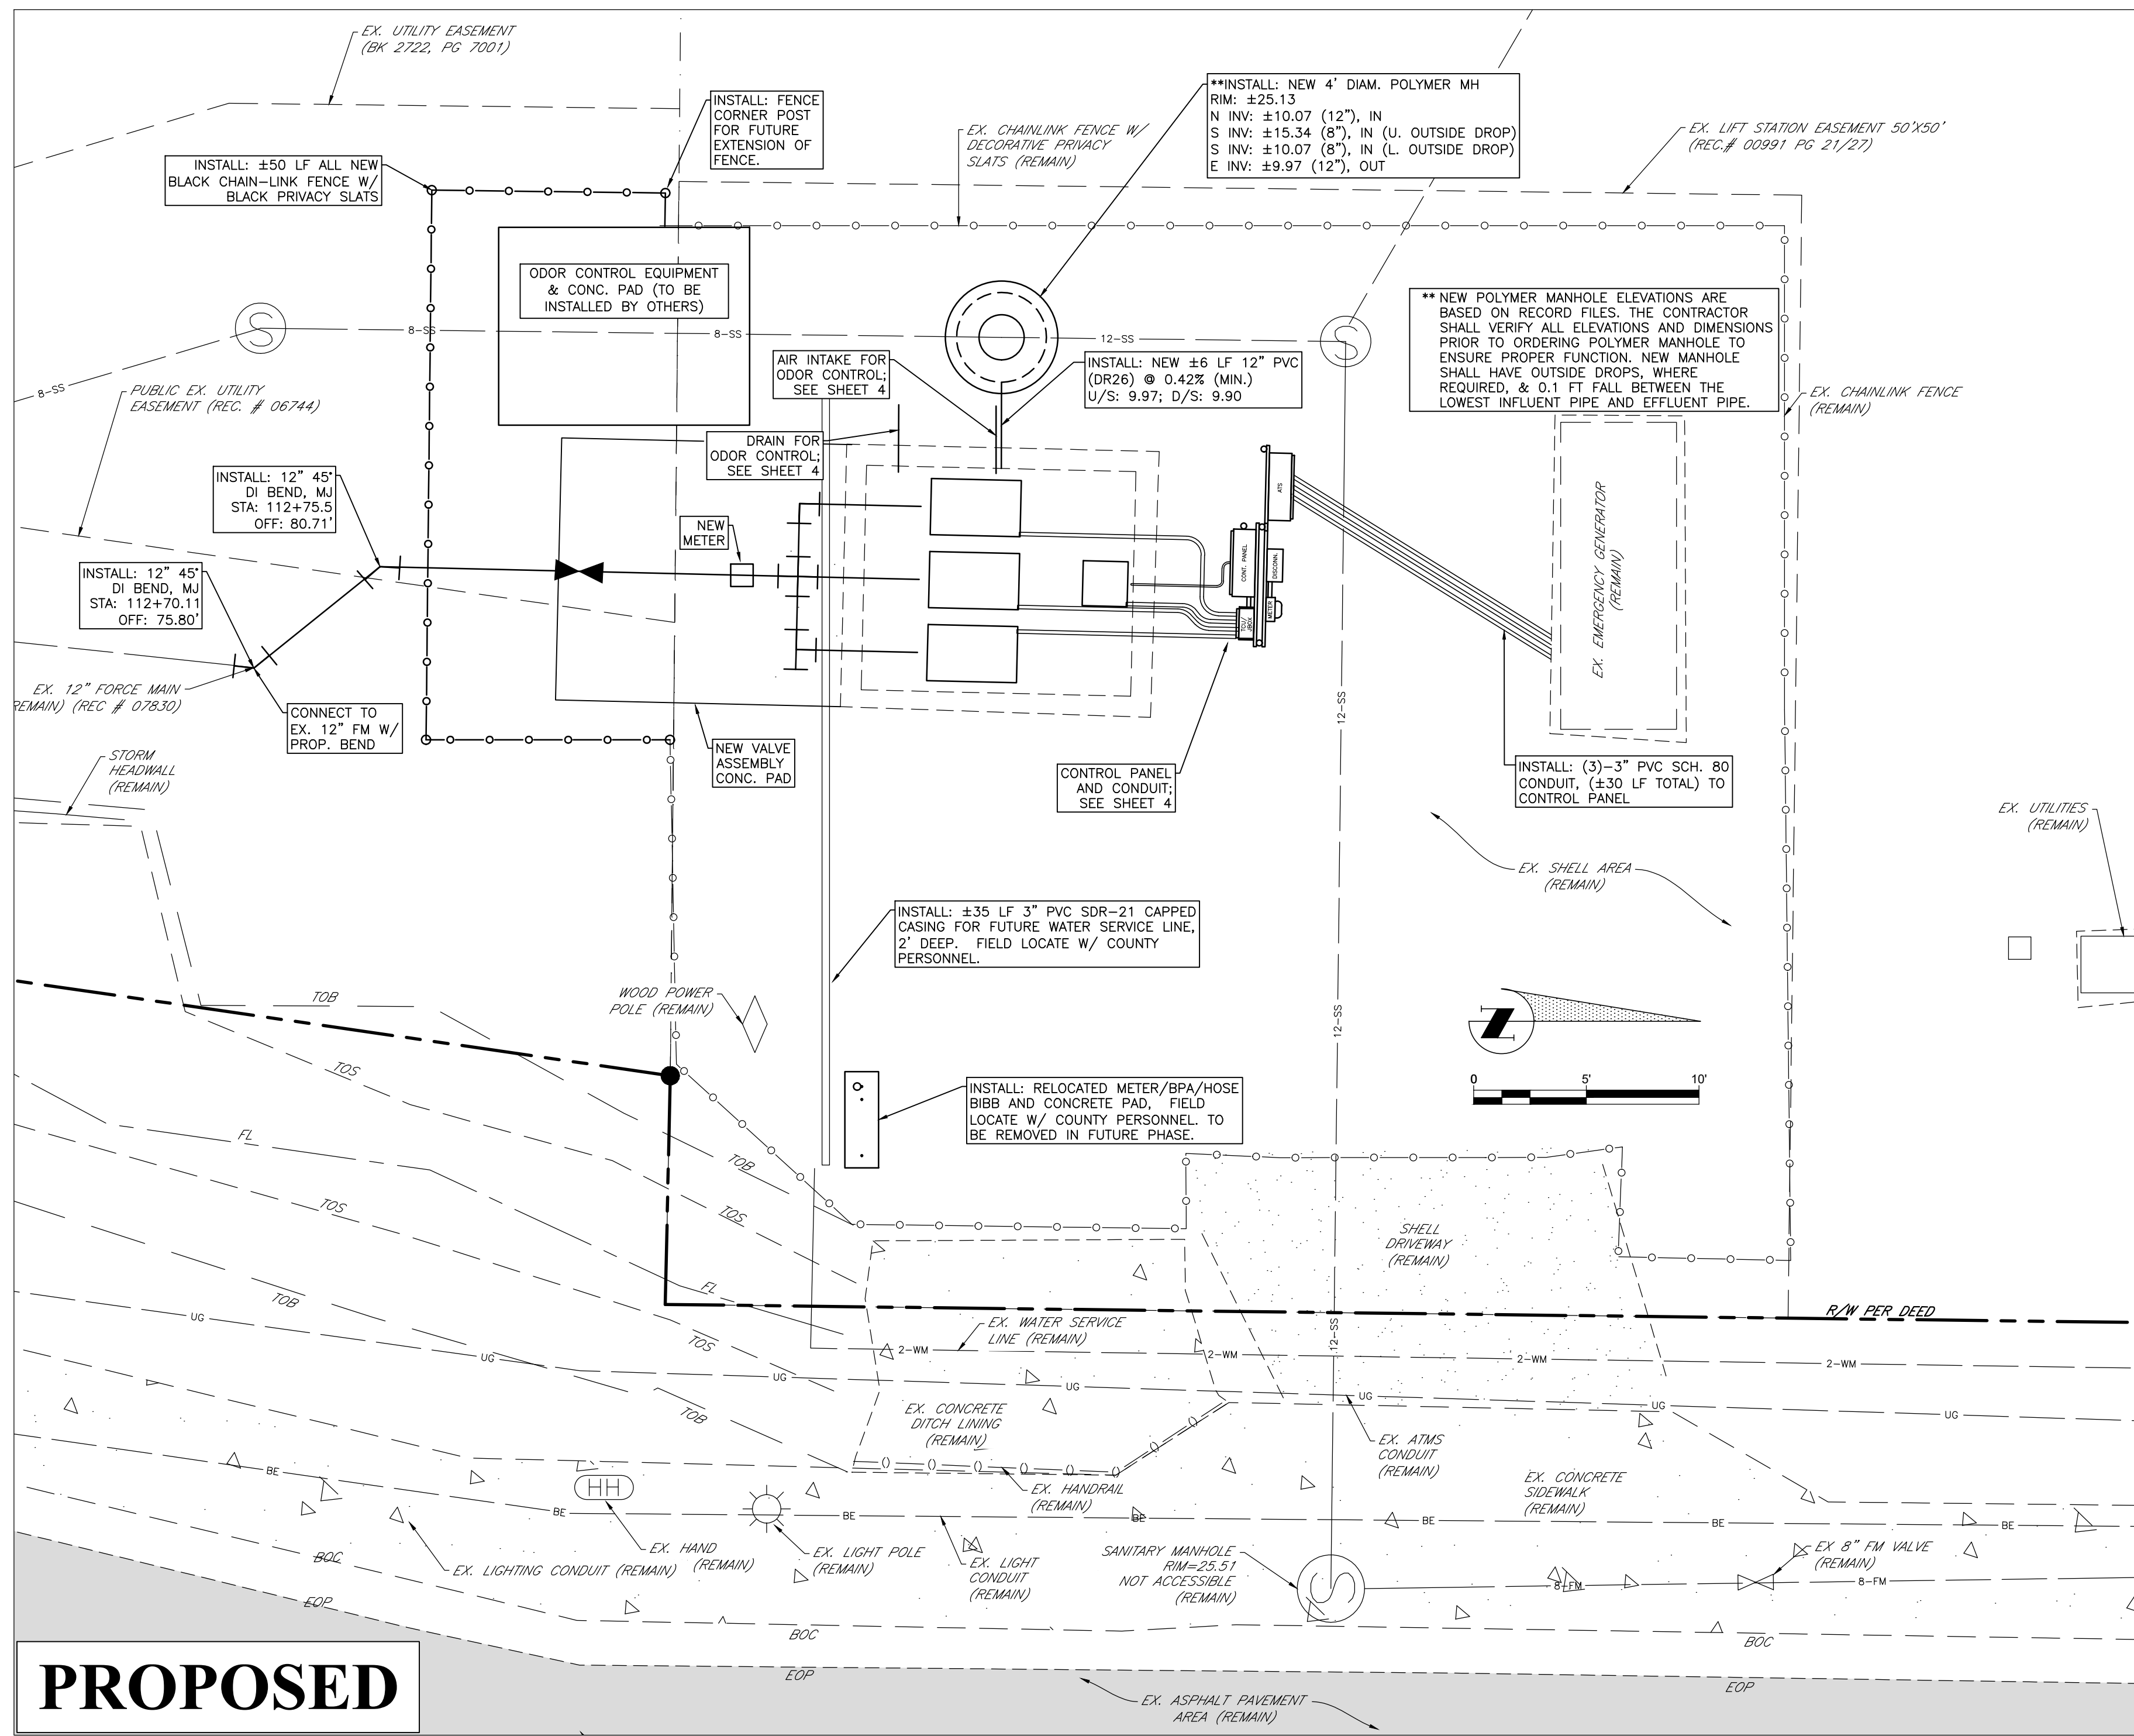 EX. UTILITY EASEMENT
(BK 2722, PG 7001)
INSTALL: FENCE
CORNER POST
FOR FUTURE
EXTENSION OF
FENCE.
**INSTALL: NEW 4' DIAM. POLYMER MH
RIM: ±25.13
N INV: ±10.07 (12"), IN
S INV: ±15.34 (8"), IN (U. OUTSIDE DROP)
S INV: ±10.07 (8"), IN (L. OUTSIDE DROP)
E INV: ±9.97 (12"), OUT
EX. CHAINLINK FENCE W/
DECORATIVE PRIVACY
SLATS (REMAIN)
EX. LIFT STATION EASEMENT 50'X50'
(REC.# 00991 PG 21/27)
INSTALL: ±50 LF ALL NEW
BLACK CHAIN-LINK FENCE W/
BLACK PRIVACY SLATS
ODOR CONTROL EQUIPMENT
& CONC. PAD (TO BE
INSTALLED BY OTHERS)
** NEW POLYMER MANHOLE ELEVATIONS ARE
BASED ON RECORD FILES. THE CONTRACTOR
SHALL VERIFY ALL ELEVATIONS AND DIMENSIONS
PRIOR TO ORDERING POLYMER MANHOLE TO
ENSURE PROPER FUNCTION. NEW MANHOLE
SHALL HAVE OUTSIDE DROPS, WHERE
REQUIRED, & 0.1 FT FALL BETWEEN THE
LOWEST INFLUENT PIPE AND EFFLUENT PIPE.
S
8-SS
8-SS
12-SS
S
8-SS
AIR INTAKE FOR
ODOR CONTROL;
SEE SHEET 4
INSTALL: NEW ±6 LF 12" PVC
(DR26) @ 0.42% (MIN.)
U/S: 9.97; D/S: 9.90
PUBLIC EX. UTILITY
EASEMENT (REC. # 06744)
EX. CHAINLINK FENCE
(REMAIN)
DRAIN FOR
ODOR CONTROL;
SEE SHEET 4
INSTALL: 12" 45°
DI BEND, MJ
STA: 112+75.5
OFF: 80.71'
NEW
METER
ATS
CONT. PANEL
DISCONN.
METER
TCU/
JBOX
EX. EMERGENCY GENERATOR
(REMAIN)
INSTALL: 12" 45°
DI BEND, MJ
STA: 112+70.11
OFF: 75.80'
EX. 12" FORCE MAIN
REMAIN) (REC # 07830)
CONNECT TO
EX. 12" FM W/
PROP. BEND
12-SS
NEW VALVE
ASSEMBLY
CONC. PAD
CONTROL PANEL
AND CONDUIT;
SEE SHEET 4
INSTALL: (3)-3" PVC SCH. 80
CONDUIT, (±30 LF TOTAL) TO
CONTROL PANEL
STORM
HEADWALL
(REMAIN)
EX. UTILITIES
(REMAIN)
EX. SHELL AREA
(REMAIN)
INSTALL: ±35 LF 3" PVC SDR-21 CAPPED
CASING FOR FUTURE WATER SERVICE LINE,
2' DEEP. FIELD LOCATE W/ COUNTY
PERSONNEL.
TOB
WOOD POWER
POLE (REMAIN)
12-SS
Z
TOS
0 5' 10'
INSTALL: RELOCATED METER/BPA/HOSE
BIBB AND CONCRETE PAD, FIELD
LOCATE W/ COUNTY PERSONNEL. TO
BE REMOVED IN FUTURE PHASE.
FL
TOB
TOS
TOS
SHELL
DRIVEWAY
(REMAIN)
FL
TOB
R/W PER DEED
UG
EX. WATER SERVICE
LINE (REMAIN)
12-SS
TOS
2-WM
2-WM
2-WM
2-WM
UG
UG
UG
UG
UG
UG
TOB
EX. CONCRETE
DITCH LINING
(REMAIN)
EX. ATMS
CONDUIT
(REMAIN)
BE
HH
EX. HANDRAIL
(REMAIN)
EX. CONCRETE
SIDEWALK
(REMAIN)
BE
BE
BE
BE
BE
BE
BOC
EX. LIGHTING CONDUIT (REMAIN)
EX. HAND
(REMAIN)
EX. LIGHT POLE
(REMAIN)
EX. LIGHT
CONDUIT
(REMAIN)
SANITARY MANHOLE
RIM=25.51
NOT ACCESSIBLE
(REMAIN)
S
EX 8" FM VALVE
(REMAIN)
8-FM
8-FM
EOP
BOC
BOC
PROPOSED
EOP
EOP
EX. ASPHALT PAVEMENT
AREA (REMAIN)